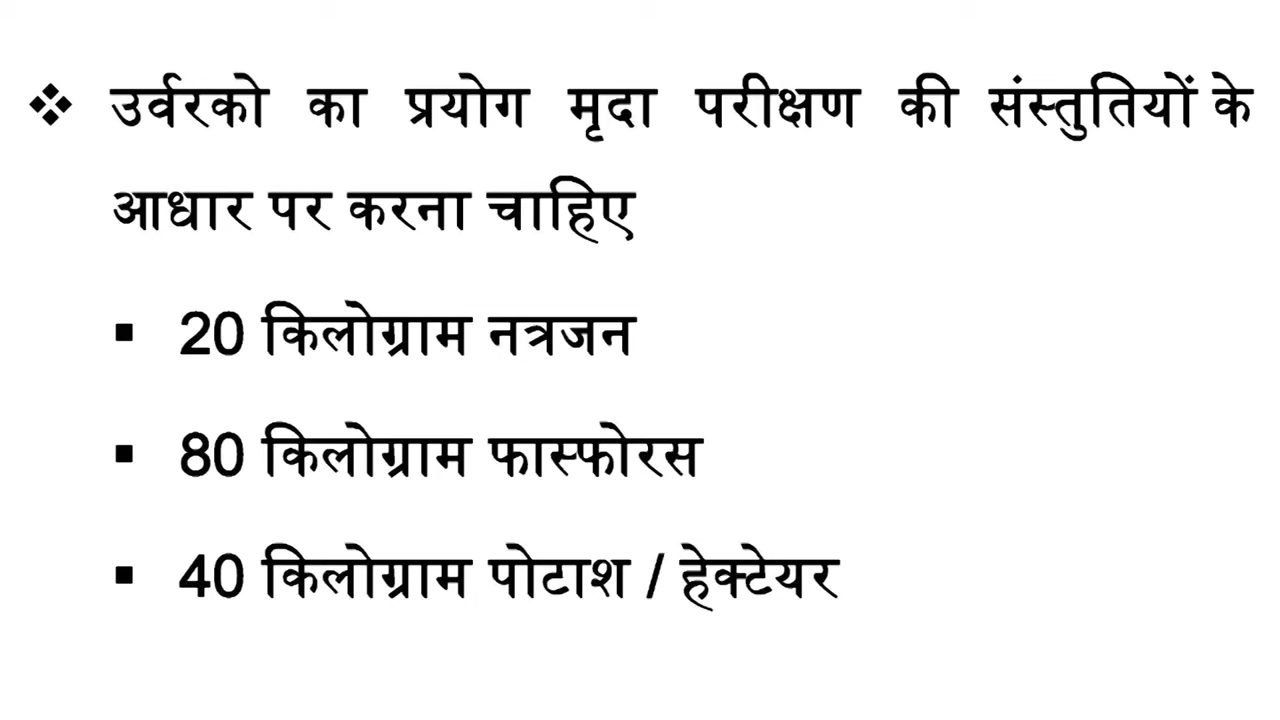 ❖ उर्वरको का प्रयोग मृदा परीक्षण की संस्तुतियों के
आधार पर करना चाहिए
▪ 20 किलोग्राम नत्रजन
▪ 80 किलोग्राम फास्फोरस
▪ 40 किलोग्राम पोटाश / हेक्टेयर